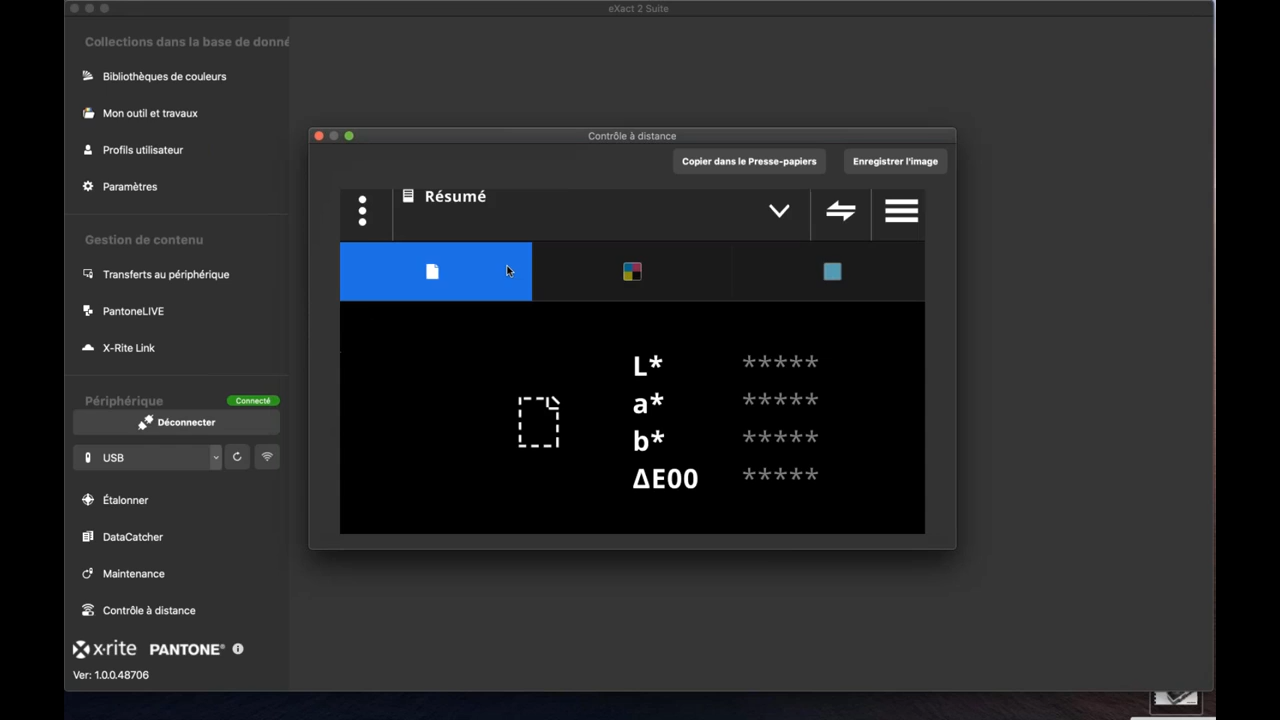 eXact 2 Suite
Collections dans la base de donné
Bibliothèques de couleurs
Mon outil et travaux
Profils utilisateur
Paramètres
Gestion de contenu
Transferts au périphérique
PantoneLIVE
X-Rite Link
Périphérique
Connecté
Déconnecter
USB
Étalonner
DataCatcher
Maintenance
Contrôle à distance
x·rite PANTONE®
Ver: 1.0.0.48706
Contrôle à distance
Copier dans le Presse-papiers
Enregistrer l'image
Résumé
L* *****
a* *****
b* *****
ΔE00 *****